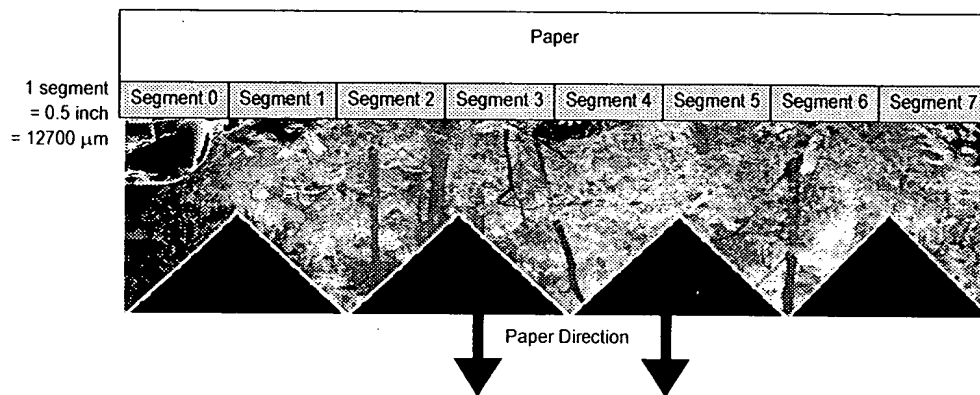 Paper
1 segment
= 0.5 inch
= 12700 μm
Segment 0 Segment 1 Segment 2 Segment 3 Segment 4 Segment 5 Segment 6 Segment 7
Paper Direction